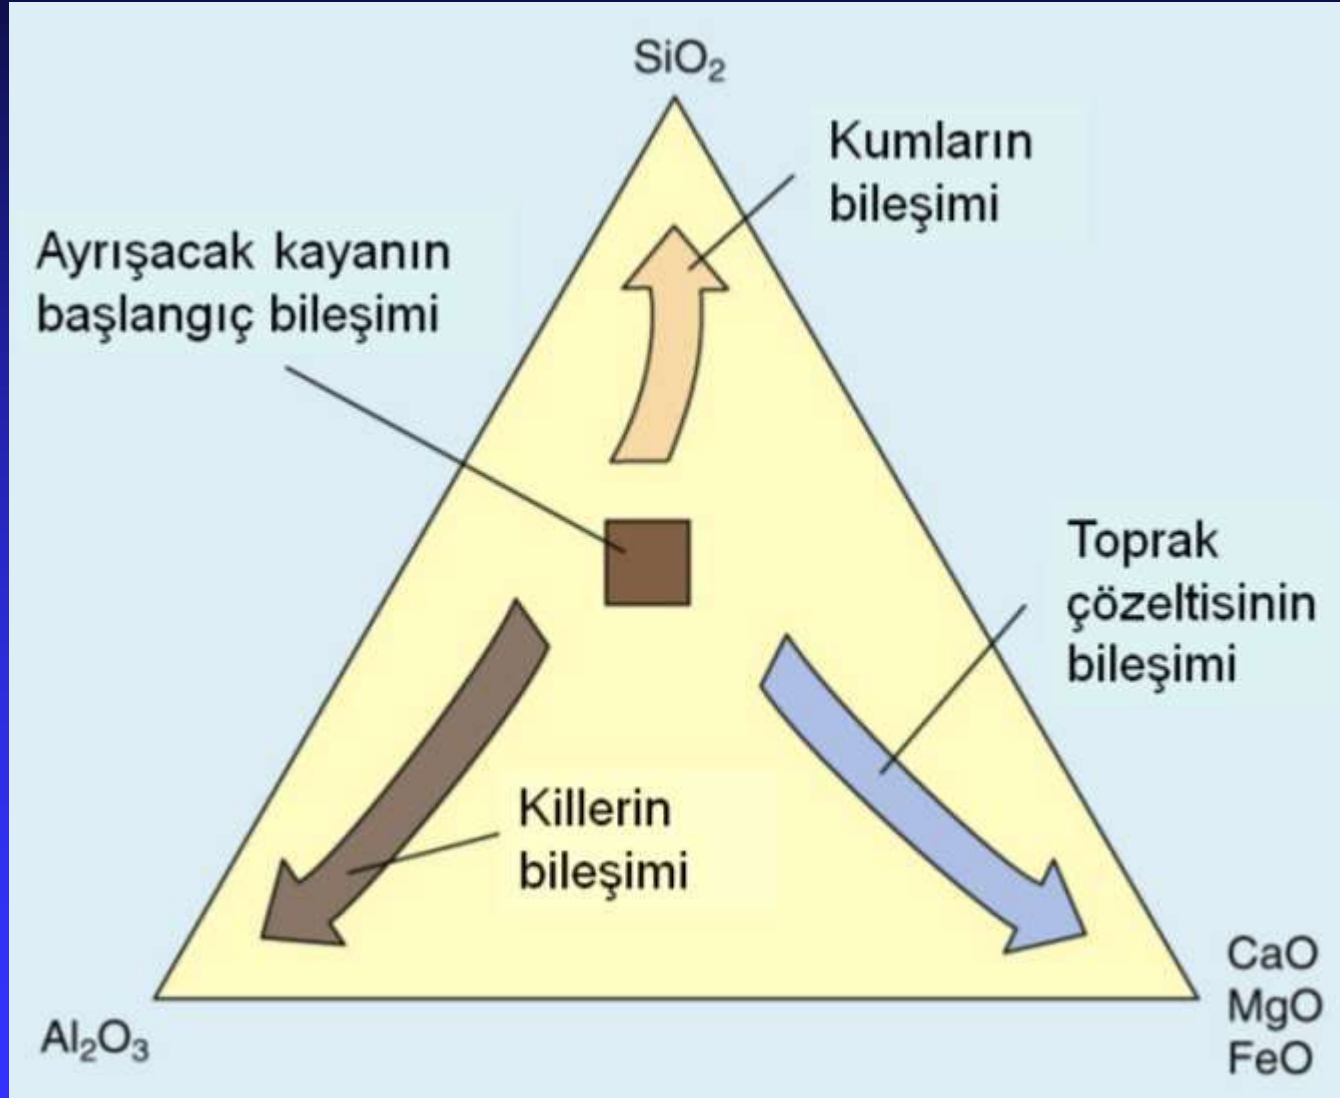 SiO₂
Kumların
bileşimi
Ayrışacak kayanın
başlangıç bileşimi
Toprak
çözeltisinin
bileşimi
Killerin
bileşimi
Al₂O₃
CaO
MgO
FeO